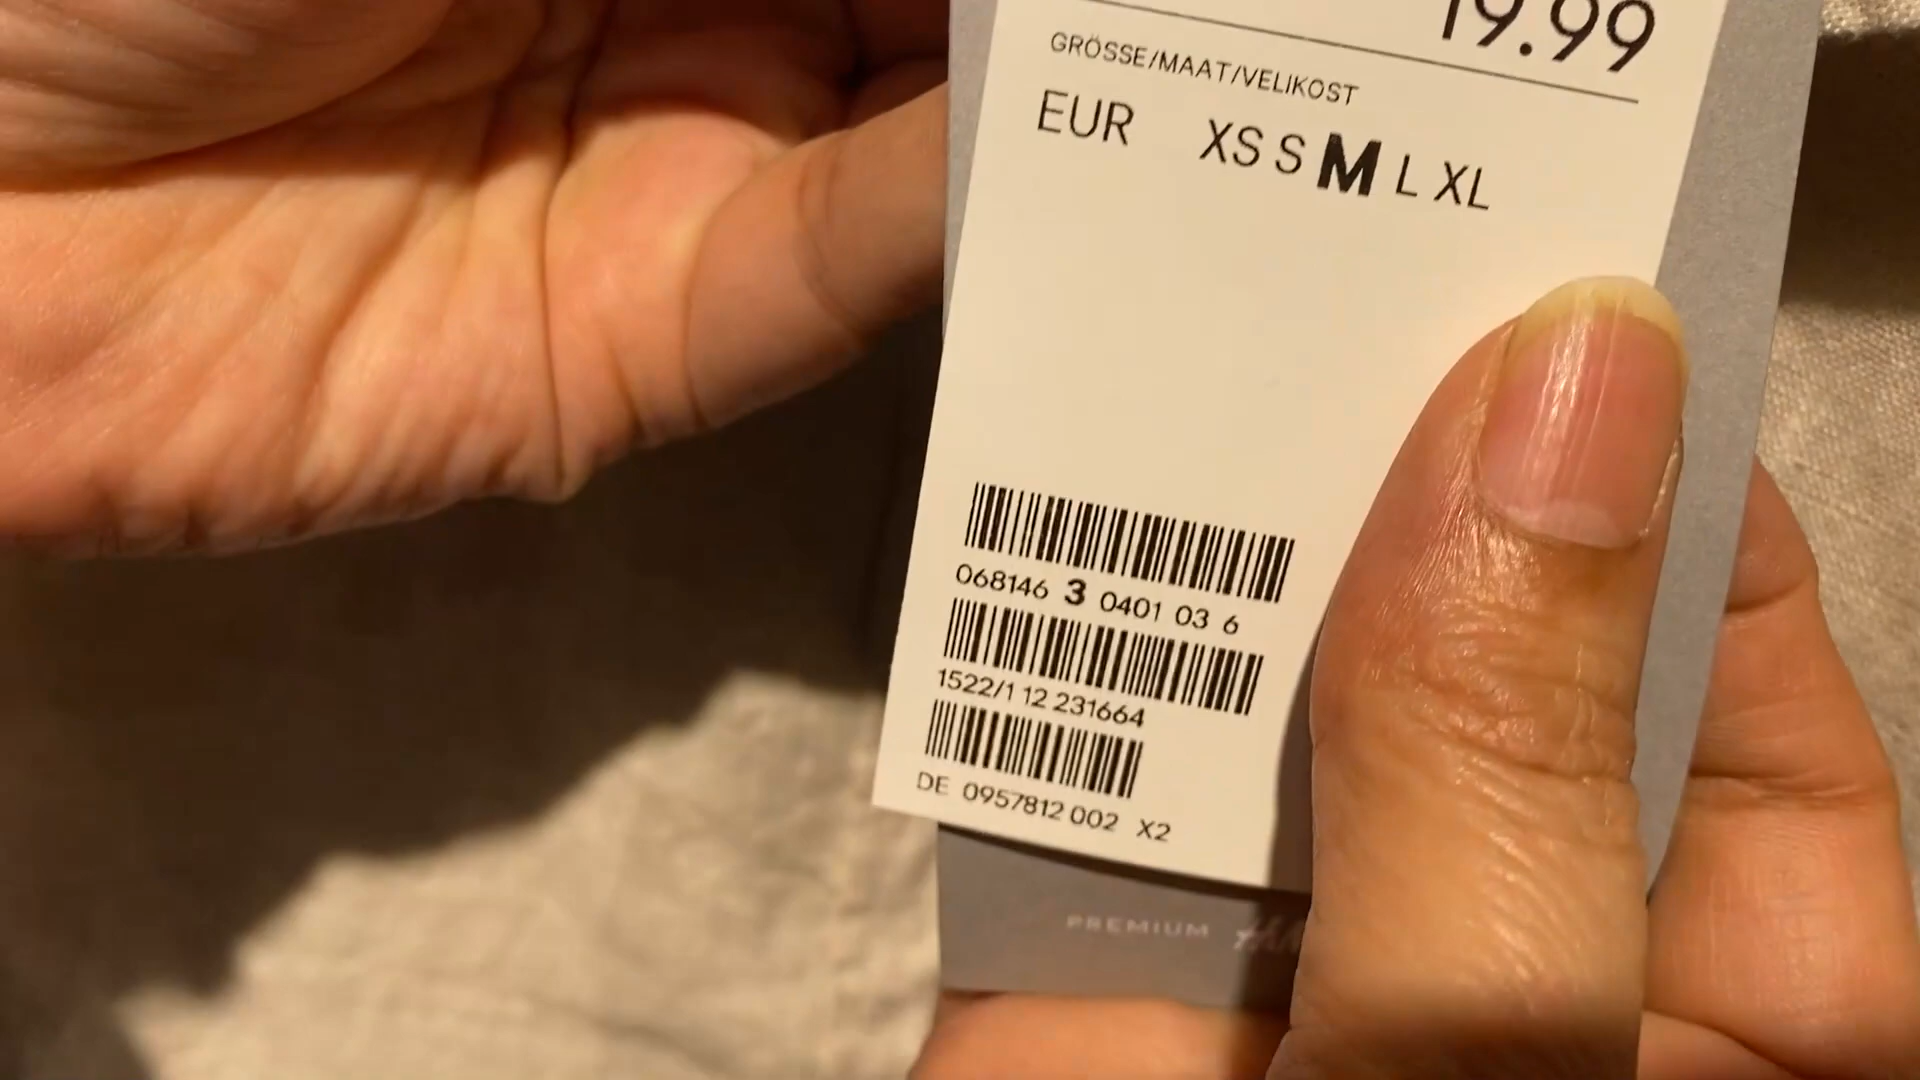 19.99
GRÖSSE/MAAT/VELIKOST
EUR XS S M L XL
068146 3 0401 03 6
1522/1 12 231664
DE 0957812 002 X2
PREMIUM